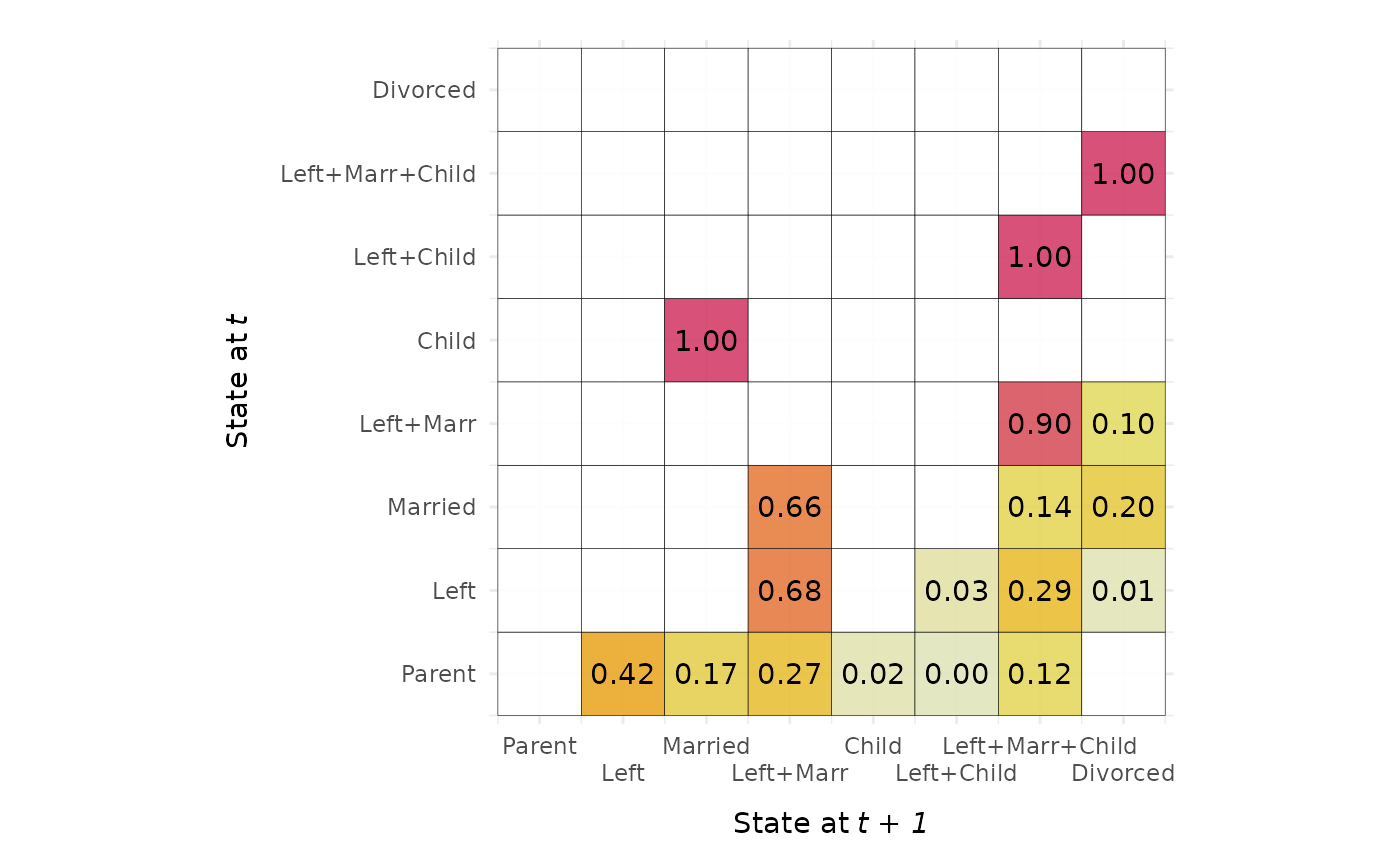 Divorced
Left+Marr+Child 1.00
Left+Child 1.00
Child 1.00
Left+Marr 0.90 0.10
Married 0.66 0.14 0.20
Left 0.68 0.03 0.29 0.01
Parent 0.42 0.17 0.27 0.02 0.00 0.12
State at t
Parent Married Child Left+Marr+Child
Left Left+Marr Left+Child Divorced
State at t + 1